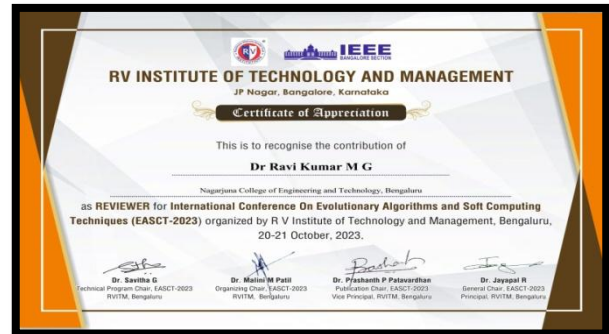 RV
IEEE
BANGALORE SECTION
RV INSTITUTE OF TECHNOLOGY AND MANAGEMENT
JP Nagar, Bangalore, Karnataka
Certificate of Appreciation
This is to recognise the contribution of
Dr Ravi Kumar M G
Nagarjuna College of Engineering and Technology, Bengaluru
as REVIEWER for International Conference On Evolutionary Algorithms and Soft Computing
Techniques (EASCT-2023) organized by R V Institute of Technology and Management, Bengaluru,
20-21 October, 2023.
Dr. Savitha G
Technical Program Chair, EASCT-2023
RVITM, Bengaluru
Dr. Malini M Patil
Organizing Chair, EASCT-2023
RVITM, Bengaluru
Dr. Prashanth P Patavardhan
Publication Chair, EASCT-2023
Vice Principal, RVITM, Bengaluru
Dr. Jayapal R
General Chair, EASCT-2023
Principal, RVITM, Bengaluru